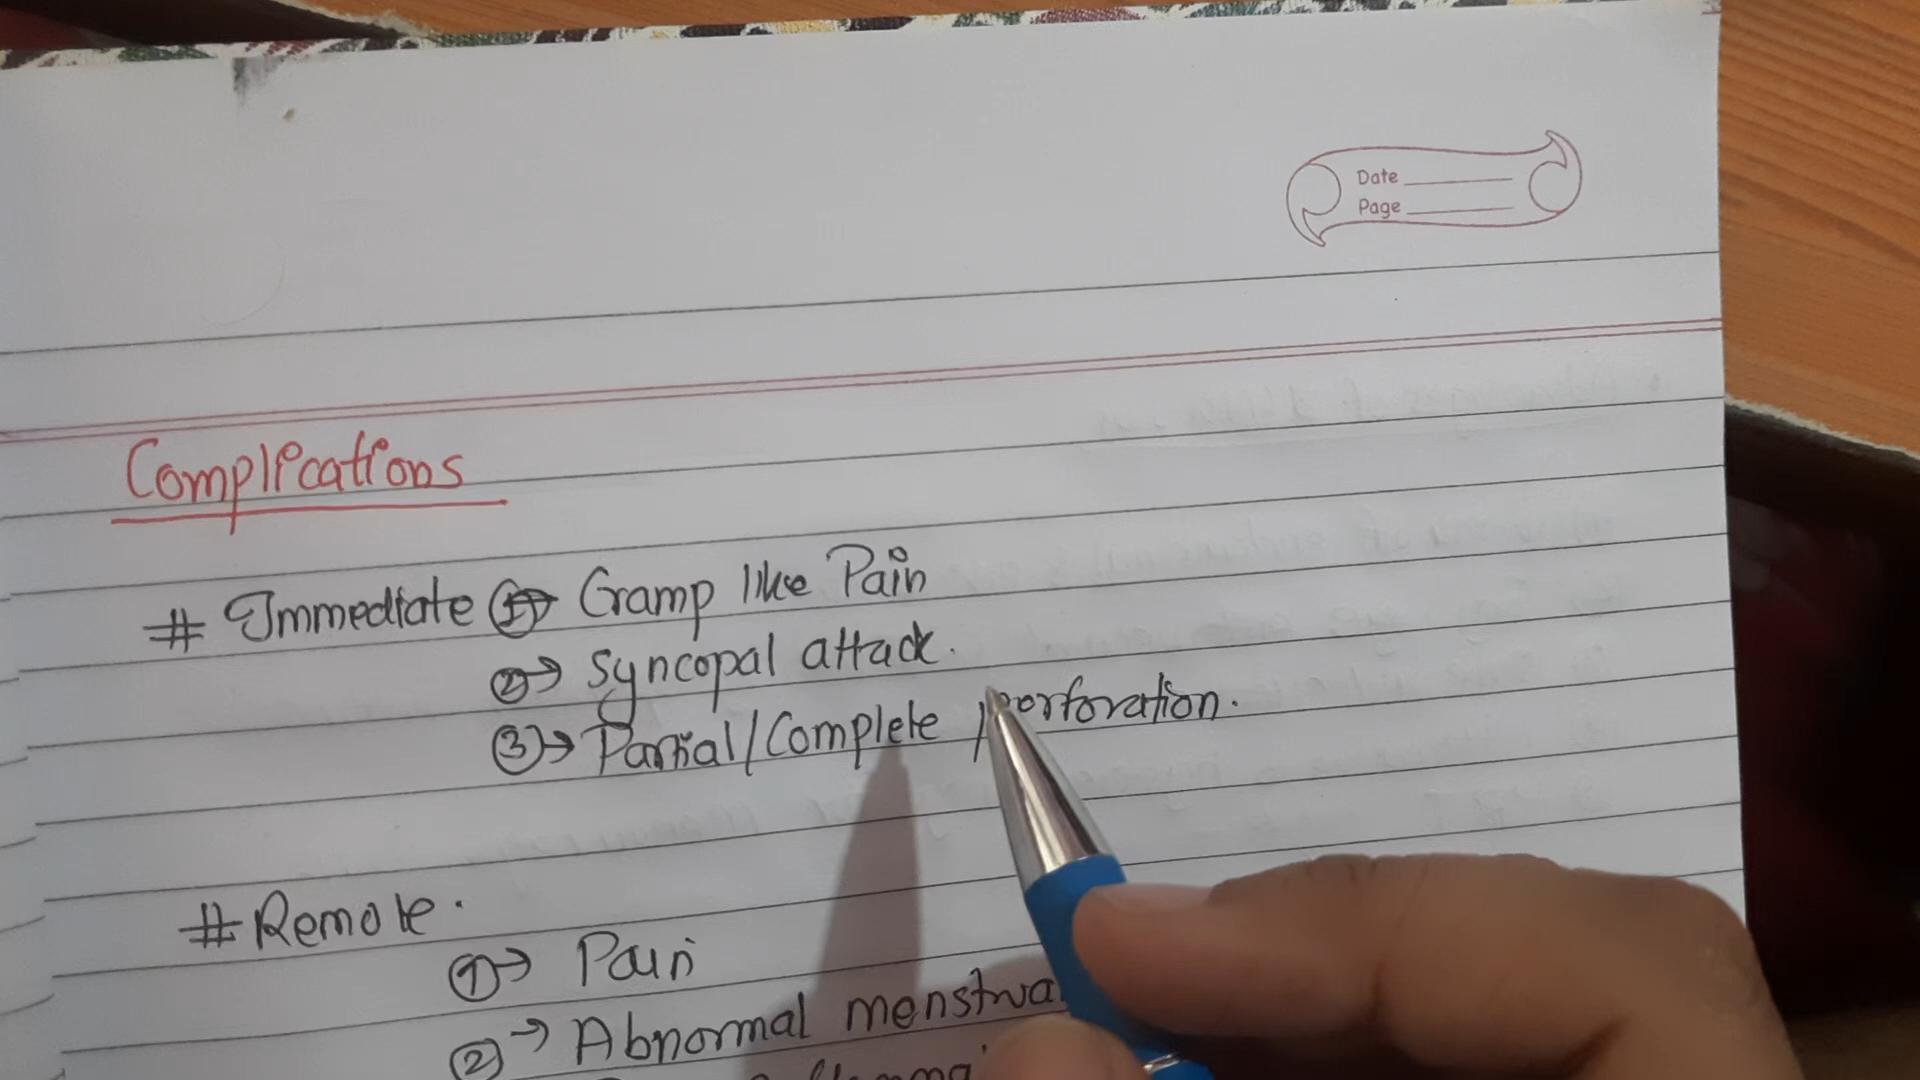 Date
Page
Complications
# Immediate ①→ Cramp like Pain
②→ Syncopal attack.
③→ Partial/Complete perforation.
# Remote.
①→ Pain
②→ Abnormal